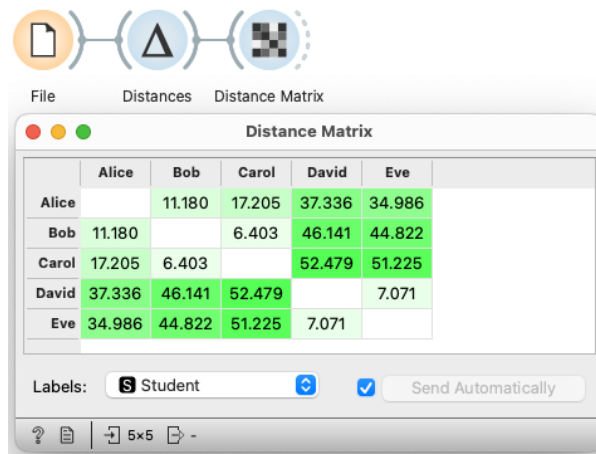 File Distances Distance Matrix
Distance Matrix
Alice Bob Carol David Eve
Alice 11.180 17.205 37.336 34.986
Bob 11.180 6.403 46.141 44.822
Carol 17.205 6.403 52.479 51.225
David 37.336 46.141 52.479 7.071
Eve 34.986 44.822 51.225 7.071
Labels: S Student Send Automatically
? 5×5 -